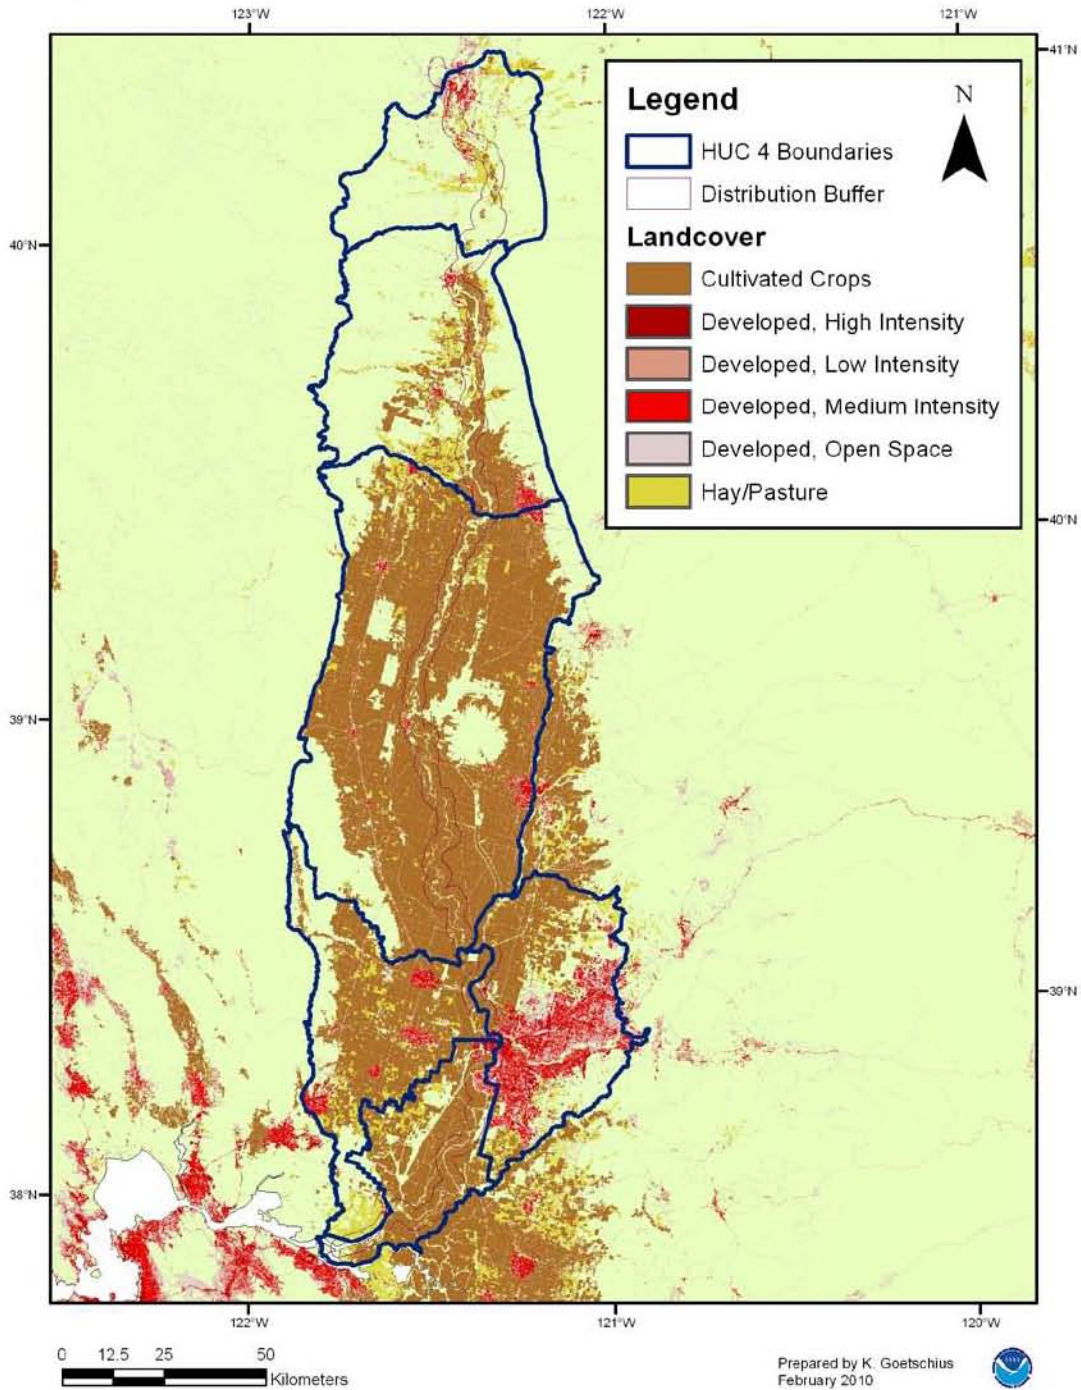 123°W 122°W 121°W
41°N
Legend
N
HUC 4 Boundaries
Distribution Buffer
Landcover
40°N
Cultivated Crops
Developed, High Intensity
Developed, Low Intensity
Developed, Medium Intensity
Developed, Open Space
Hay/Pasture
40°N
39°N
39°N
38°N
122°W 121°W 120°W
0 12.5 25 50
Kilometers
Prepared by K. Goetschius
February 2010